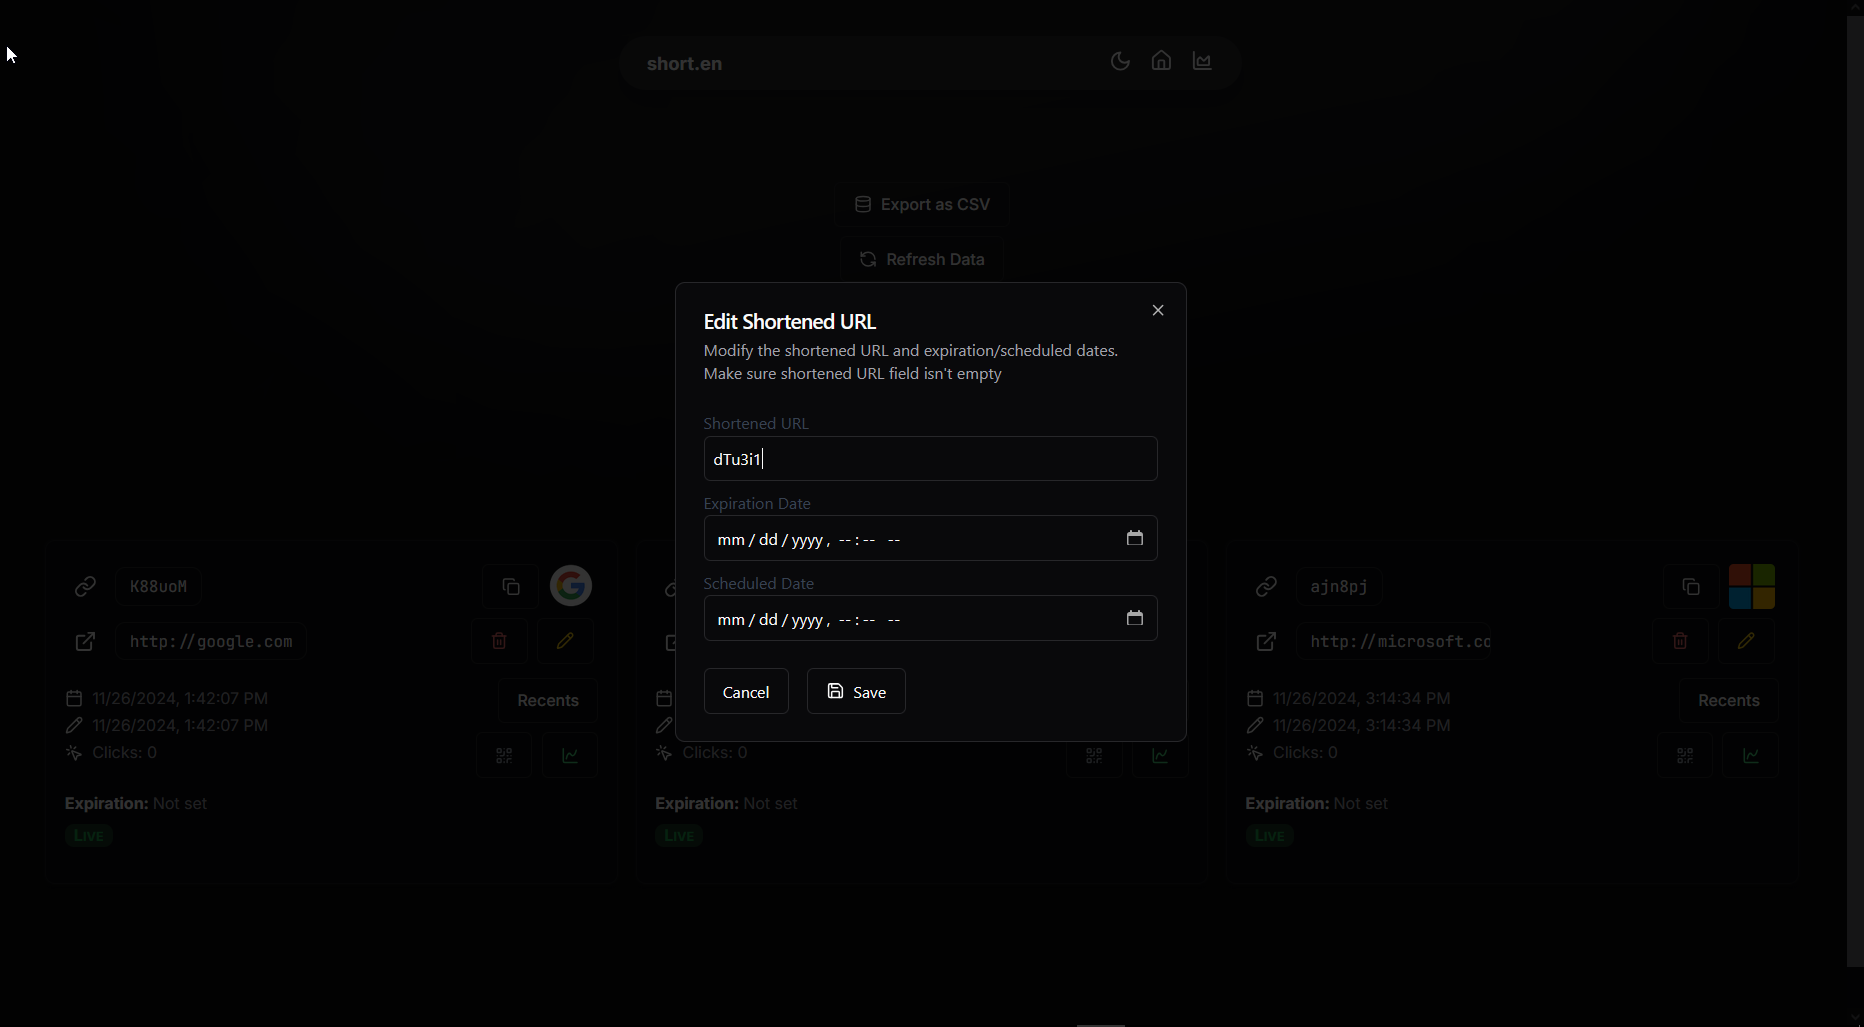 short.en
Export as CSV
Refresh Data
Edit Shortened URL
Modify the shortened URL and expiration/scheduled dates.
Make sure shortened URL field isn't empty
Shortened URL
dTu3i1
Expiration Date
mm/dd/yyyy, --:-- --
Scheduled Date
mm/dd/yyyy, --:-- --
Cancel
Save
K88uoM
http://google.com
11/26/2024, 1:42:07 PM
Recents
11/26/2024, 1:42:07 PM
Clicks: 0
Expiration: Not set
LIVE
Clicks: 0
Expiration: Not set
LIVE
ajn8pj
http://microsoft.co
11/26/2024, 3:14:34 PM
Recents
11/26/2024, 3:14:34 PM
Clicks: 0
Expiration: Not set
LIVE